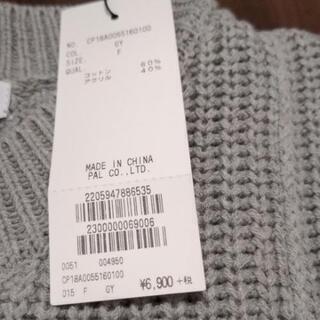 NO. CP18A0055160100
COL. GY
SIZE. F
QUAL.
コットン 60%
アクリル 40%
MADE IN CHINA
PAL CO.,LTD.
2205947886535
2300000069006
0051 004950
CP18A0055160100
015 F GY
¥6,900 +税